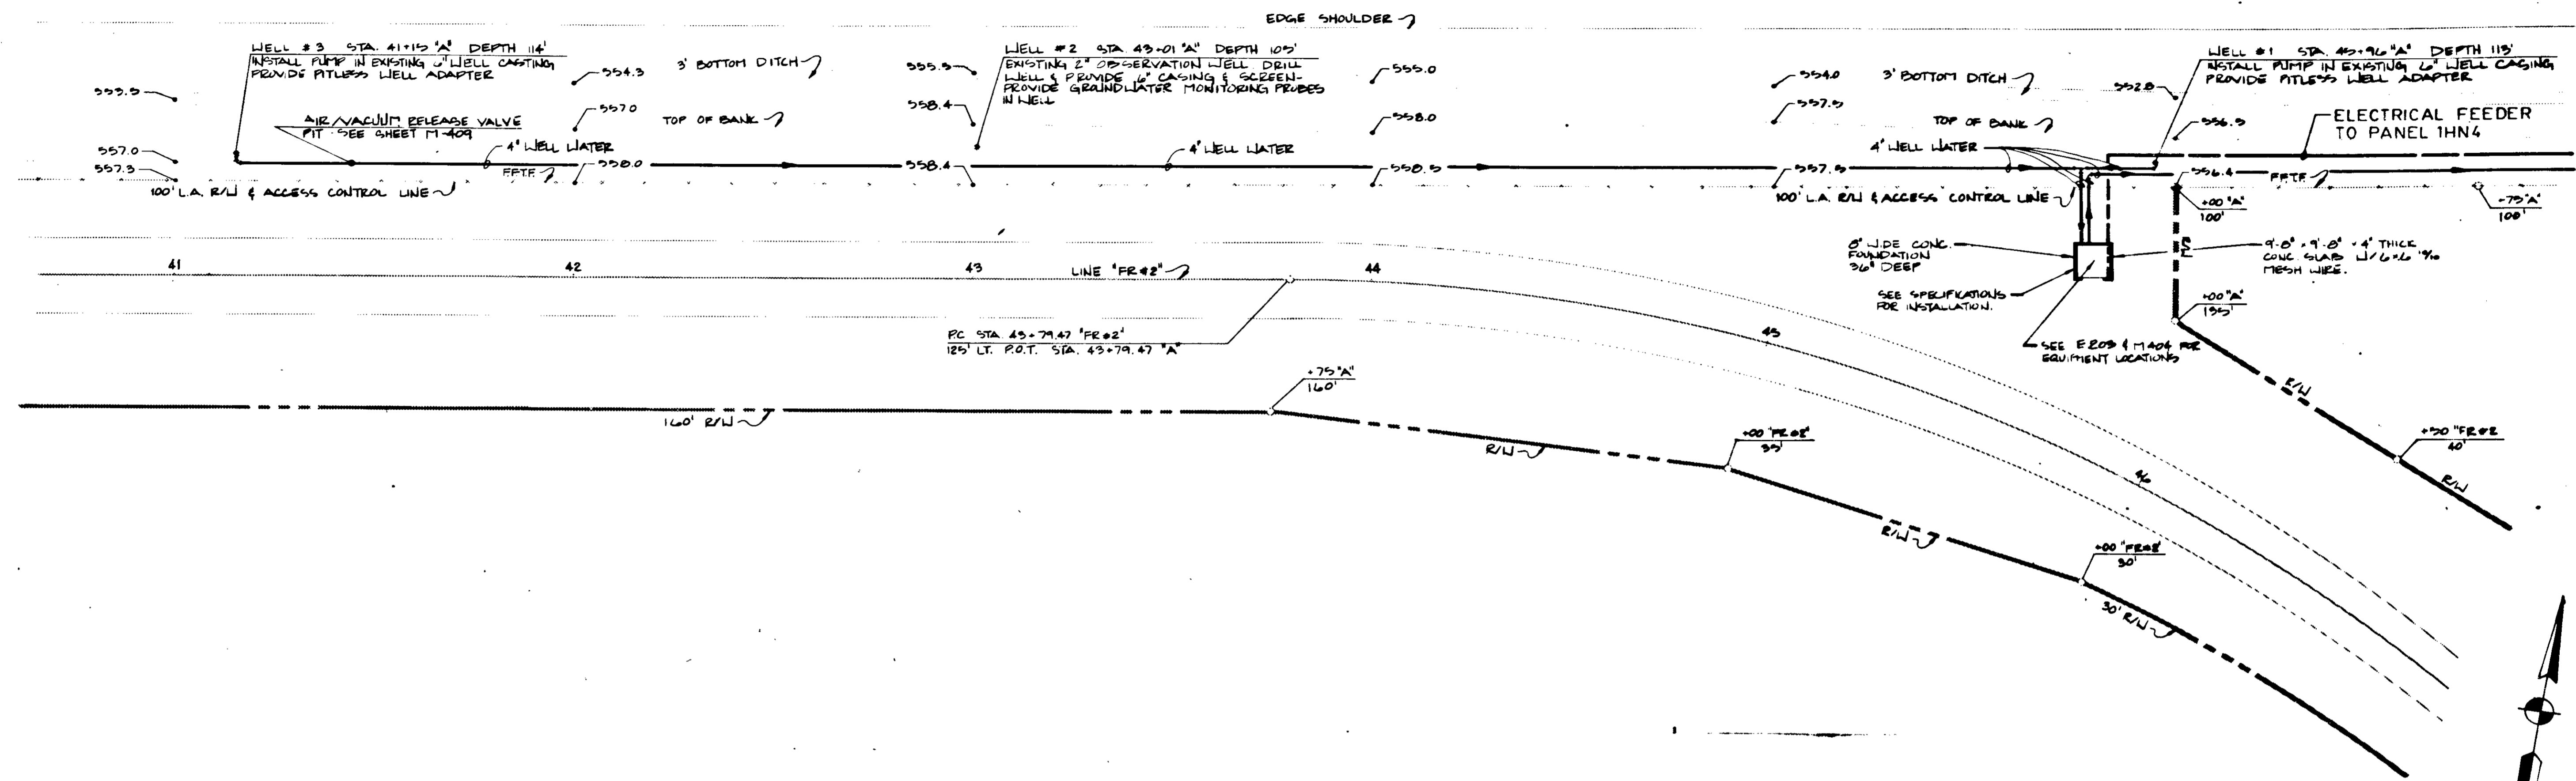 EDGE SHOULDER
WELL #3 STA. 41+15 "A" DEPTH 114'
INSTALL PUMP IN EXISTING 6" WELL CASTING
PROVIDE PITLESS WELL ADAPTER
554.3
3' BOTTOM DITCH
555.5
WELL #2 STA. 43+01 "A" DEPTH 105'
EXISTING 2" OBSERVATION WELL DRILL
WELL & PROVIDE 6" CASING & SCREEN-
PROVIDE GROUNDWATER MONITORING PROBES
IN WELL
555.0
554.0
3' BOTTOM DITCH
552.8
WELL #1 STA. 45+96 "A" DEPTH 113'
INSTALL PUMP IN EXISTING 6" WELL CASING
PROVIDE PITLESS WELL ADAPTER
555.5
557.0
558.4
557.5
ELECTRICAL FEEDER
TO PANEL 1HN4
AIR/VACUUM RELEASE VALVE
PIT SEE SHEET M-409
TOP OF BANK
558.0
TOP OF BANK
556.5
557.0
4" WELL WATER
4" WELL WATER
4" WELL WATER
557.3
558.0
558.4
558.5
557.5
556.4
F.F.T.F.
F.F.T.F.
100' L.A. R/W & ACCESS CONTROL LINE
100' L.A. R/W & ACCESS CONTROL LINE
+00 "A"
100'
+75 "A"
100'
8" WIDE CONC.
FOUNDATION
36" DEEP
9'-8" x 9'-8" x 4" THICK
CONC. SLAB W/ 6x6 10/10
MESH WIRE.
41
42
43
LINE "FR#2"
44
SEE SPECIFICATIONS
FOR INSTALLATION.
+00 "A"
135'
P.C. STA. 43+79.47 "FR#2"
125' LT. P.O.T. STA. 43+79.47 "A"
45
SEE E203 & M404 FOR
EQUIPMENT LOCATIONS
+75 "A"
160'
R/W
160' R/W
R/W
+00 "FR#2"
35'
+50 "FR#2
40'
46
R/W
R/W
+00 "FR#2"
30'
30' R/W